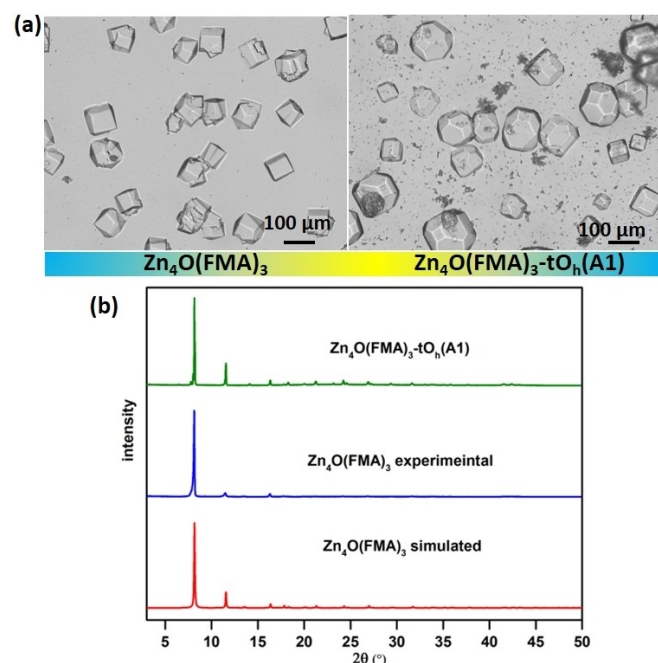 (a)
100 μm
100 μm
Zn₄O(FMA)₃
Zn₄O(FMA)₃-tOₕ(A1)
(b)
Zn₄O(FMA)₃-tOₕ(A1)
Zn₄O(FMA)₃ experimeintal
Zn₄O(FMA)₃ simulated
intensity
5 10 15 20 25 30 35 40 45 50
2θ (°)